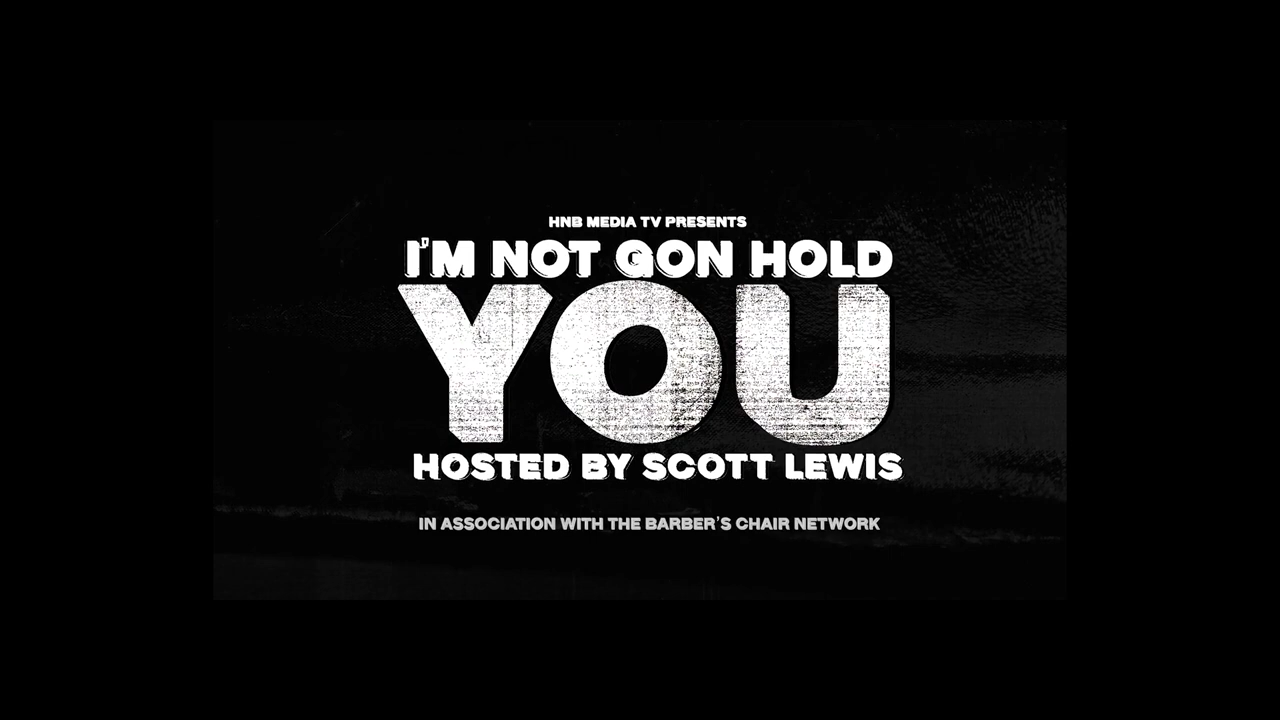 HNB MEDIA TV PRESENTS
I'M NOT GON HOLD
YOU
HOSTED BY SCOTT LEWIS
IN ASSOCIATION WITH THE BARBER'S CHAIR NETWORK